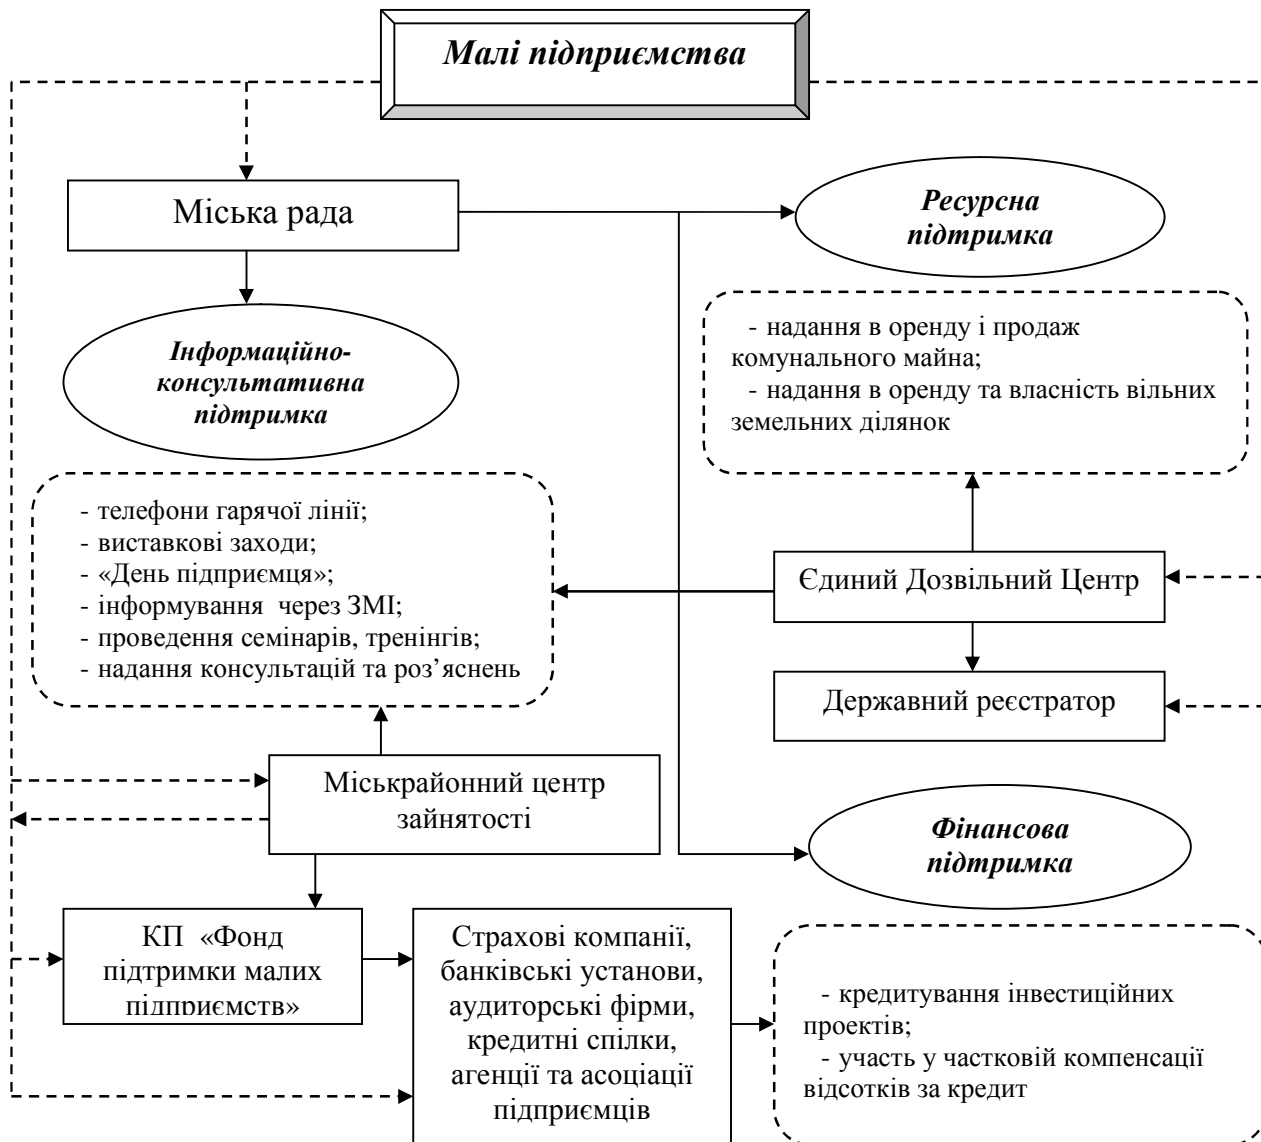 Малі підприємства
Міська рада
Ресурсна
підтримка
Інформаційно-
консультативна
підтримка
- надання в оренду і продаж
комунального майна;
- надання в оренду та власність вільних
земельних ділянок
- телефони гарячої лінії;
- виставкові заходи;
- «День підприємця»;
- інформування через ЗМІ;
- проведення семінарів, тренінгів;
- надання консультацій та роз’яснень
Єдиний Дозвільний Центр
Державний реєстратор
Міськрайонний центр
зайнятості
Фінансова
підтримка
КП «Фонд
підтримки малих
підприємств»
Страхові компанії,
банківські установи,
аудиторські фірми,
кредитні спілки,
агенції та асоціації
підприємців
- кредитування інвестиційних
проектів;
- участь у частковій компенсації
відсотків за кредит